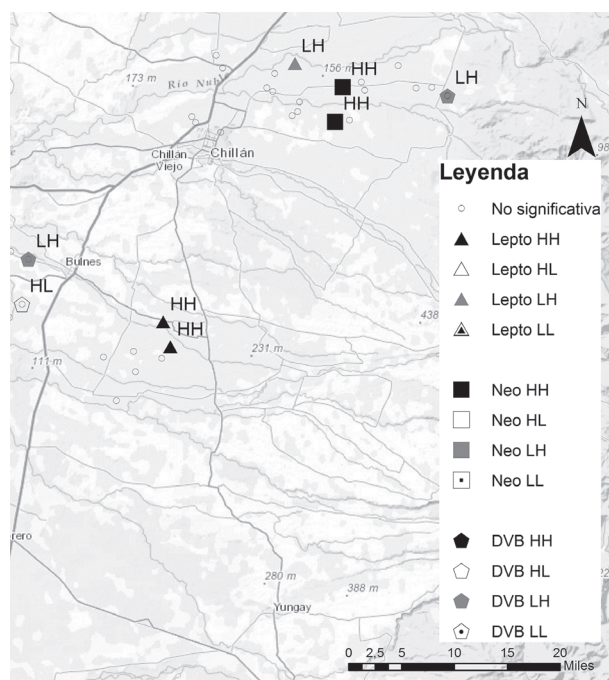 LH
HH
156 m
173 m
Río Ñuble
LH
HH
N
Chillán
Chillán
Viejo
98
Leyenda
No significativa
Lepto HH
Lepto HL
Lepto LH
Lepto LL
LH
Bulnes
HL
HH
HH
438
231
111 m
Neo HH
Neo HL
Neo LH
Neo LL
rero
DVB HH
DVB HL
DVB LH
DVB LL
280 m
388 m
22
Yungay
0 2,5 5 10 15 20
Miles